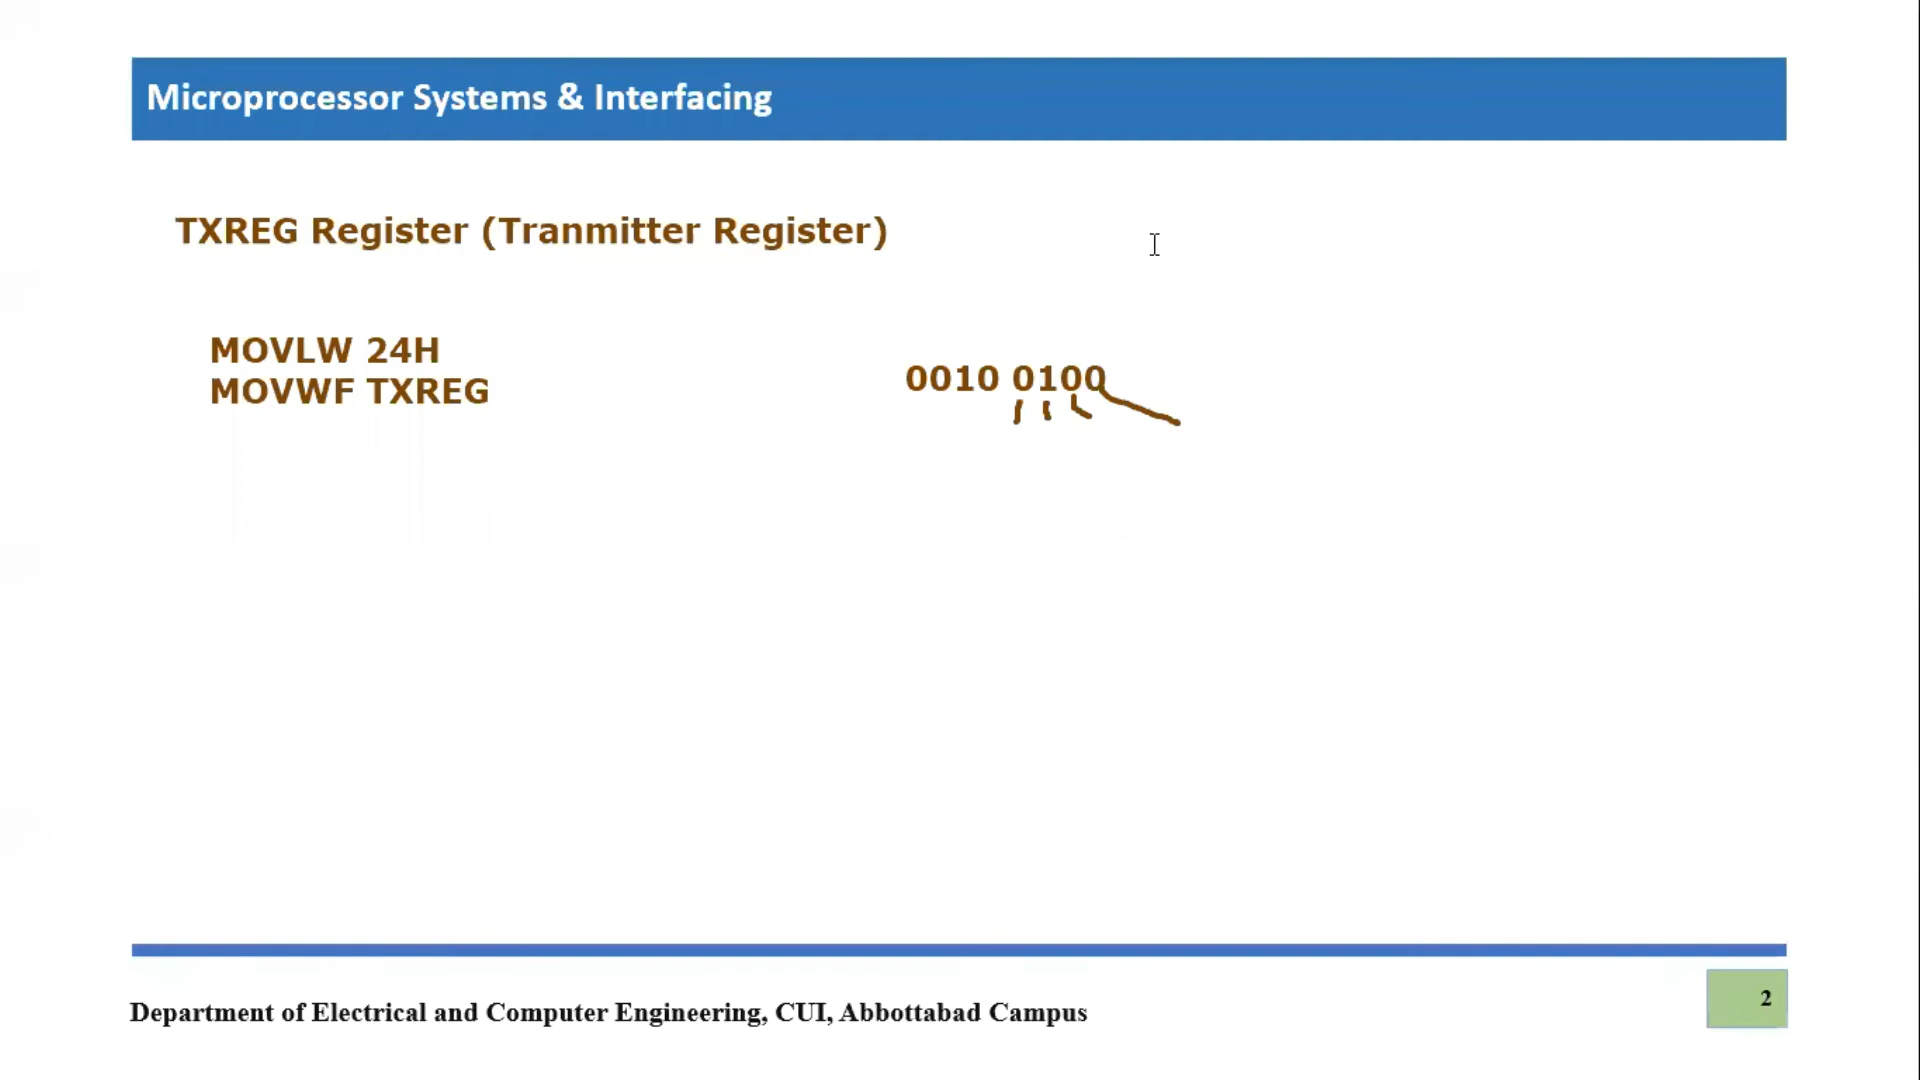 Microprocessor Systems & Interfacing
TXREG Register (Tranmitter Register)
MOVLW 24H
MOVWF TXREG
0010 0100
Department of Electrical and Computer Engineering, CUI, Abbottabad Campus
2